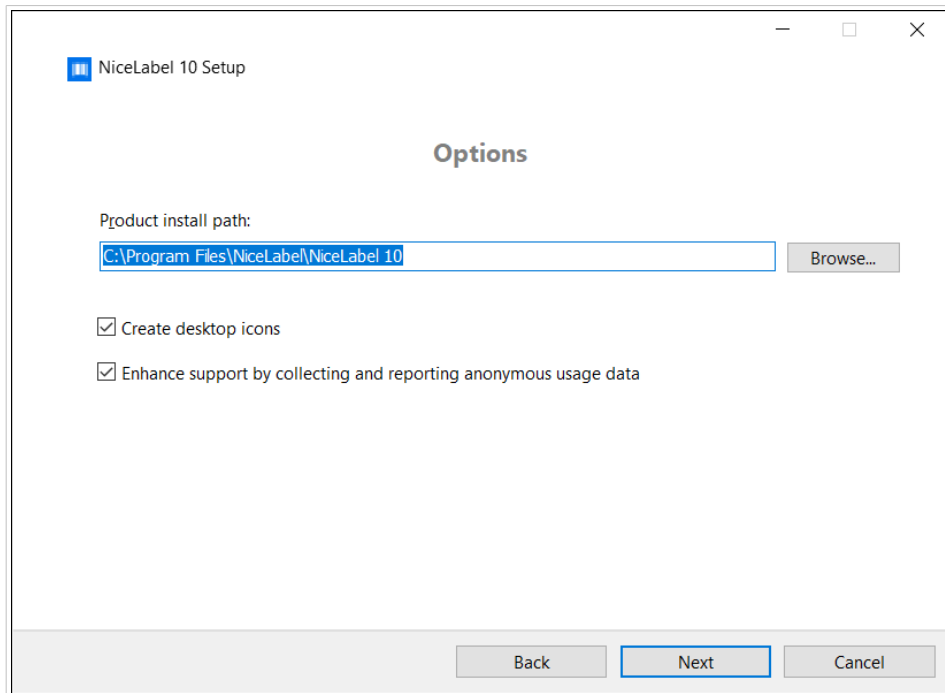 NiceLabel 10 Setup
Options
Product install path:
C:\Program Files\NiceLabel\NiceLabel 10
Browse...
Create desktop icons
Enhance support by collecting and reporting anonymous usage data
Back
Next
Cancel